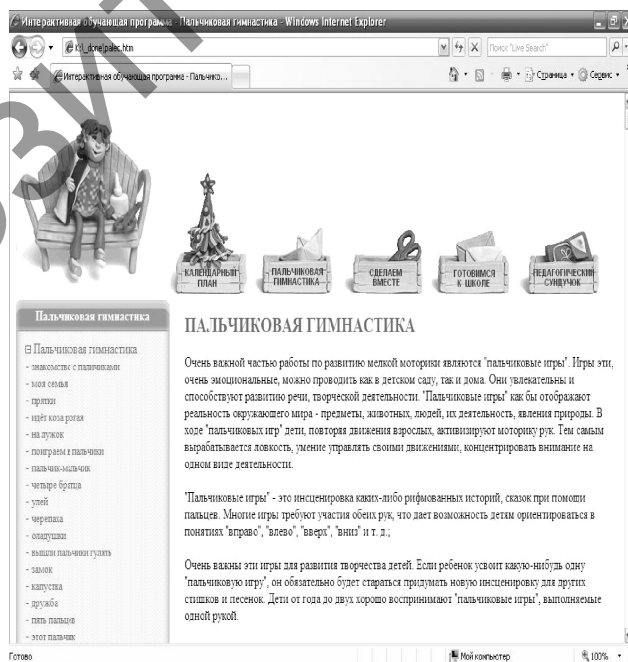 Интерактивная обучающая программа - Пальчиковая гимнастика - Windows Internet Explorer
K:\_done\palec.htm
Поиск "Live Search"
Интерактивная обучающая программа - Пальчико...
Страница
Сервис
КАЛЕНДАРНЫЙ ПЛАН
ПАЛЬЧИКОВАЯ ГИМНАСТИКА
СДЕЛАЕМ ВМЕСТЕ
ГОТОВИМСЯ К ШКОЛЕ
ПЕДАГОГИЧЕСКИЙ СУНДУЧОК
Пальчиковая гимнастика
Пальчиковая гимнастика
- знакомство с пальчиками
- моя семья
- прятки
- идёт коза рогая
- на лужок
- поиграем в пальчики
- пальчик-мальчик
- четыре братца
- улей
- черепаха
- оладушки
- вышли пальчики гулять
- замок
- капустка
- дружба
- пять пальцев
- этот пальчик
ПАЛЬЧИКОВАЯ ГИМНАСТИКА
Очень важной частью работы по развитию мелкой моторики являются "пальчиковые игры". Игры эти,
очень эмоциональные, можно проводить как в детском саду, так и дома. Они увлекательны и
способствуют развитию речи, творческой деятельности. "Пальчиковые игры" как бы отображают
реальность окружающего мира - предметы, животных, людей, их деятельность, явления природы. В
ходе "пальчиковых игр" дети, повторяя движения взрослых, активизируют моторику рук. Тем самым
вырабатывается ловкость, умение управлять своими движениями, концентрировать внимание на
одном виде деятельности.
"Пальчиковые игры" - это инсценировка каких-либо рифмованных историй, сказок при помощи
пальцев. Многие игры требуют участия обеих рук, что дает возможность детям ориентироваться в
понятиях "вправо", "влево", "вверх", "вниз" и т. д.;
Очень важны эти игры для развития творчества детей. Если ребенок усвоит какую-нибудь одну
"пальчиковую игру", он обязательно будет стараться придумать новую инсценировку для других
стишков и песенок. Дети от года до двух хорошо воспринимают "пальчиковые игры", выполняемые
одной рукой.
Готово
Мой компьютер
100%